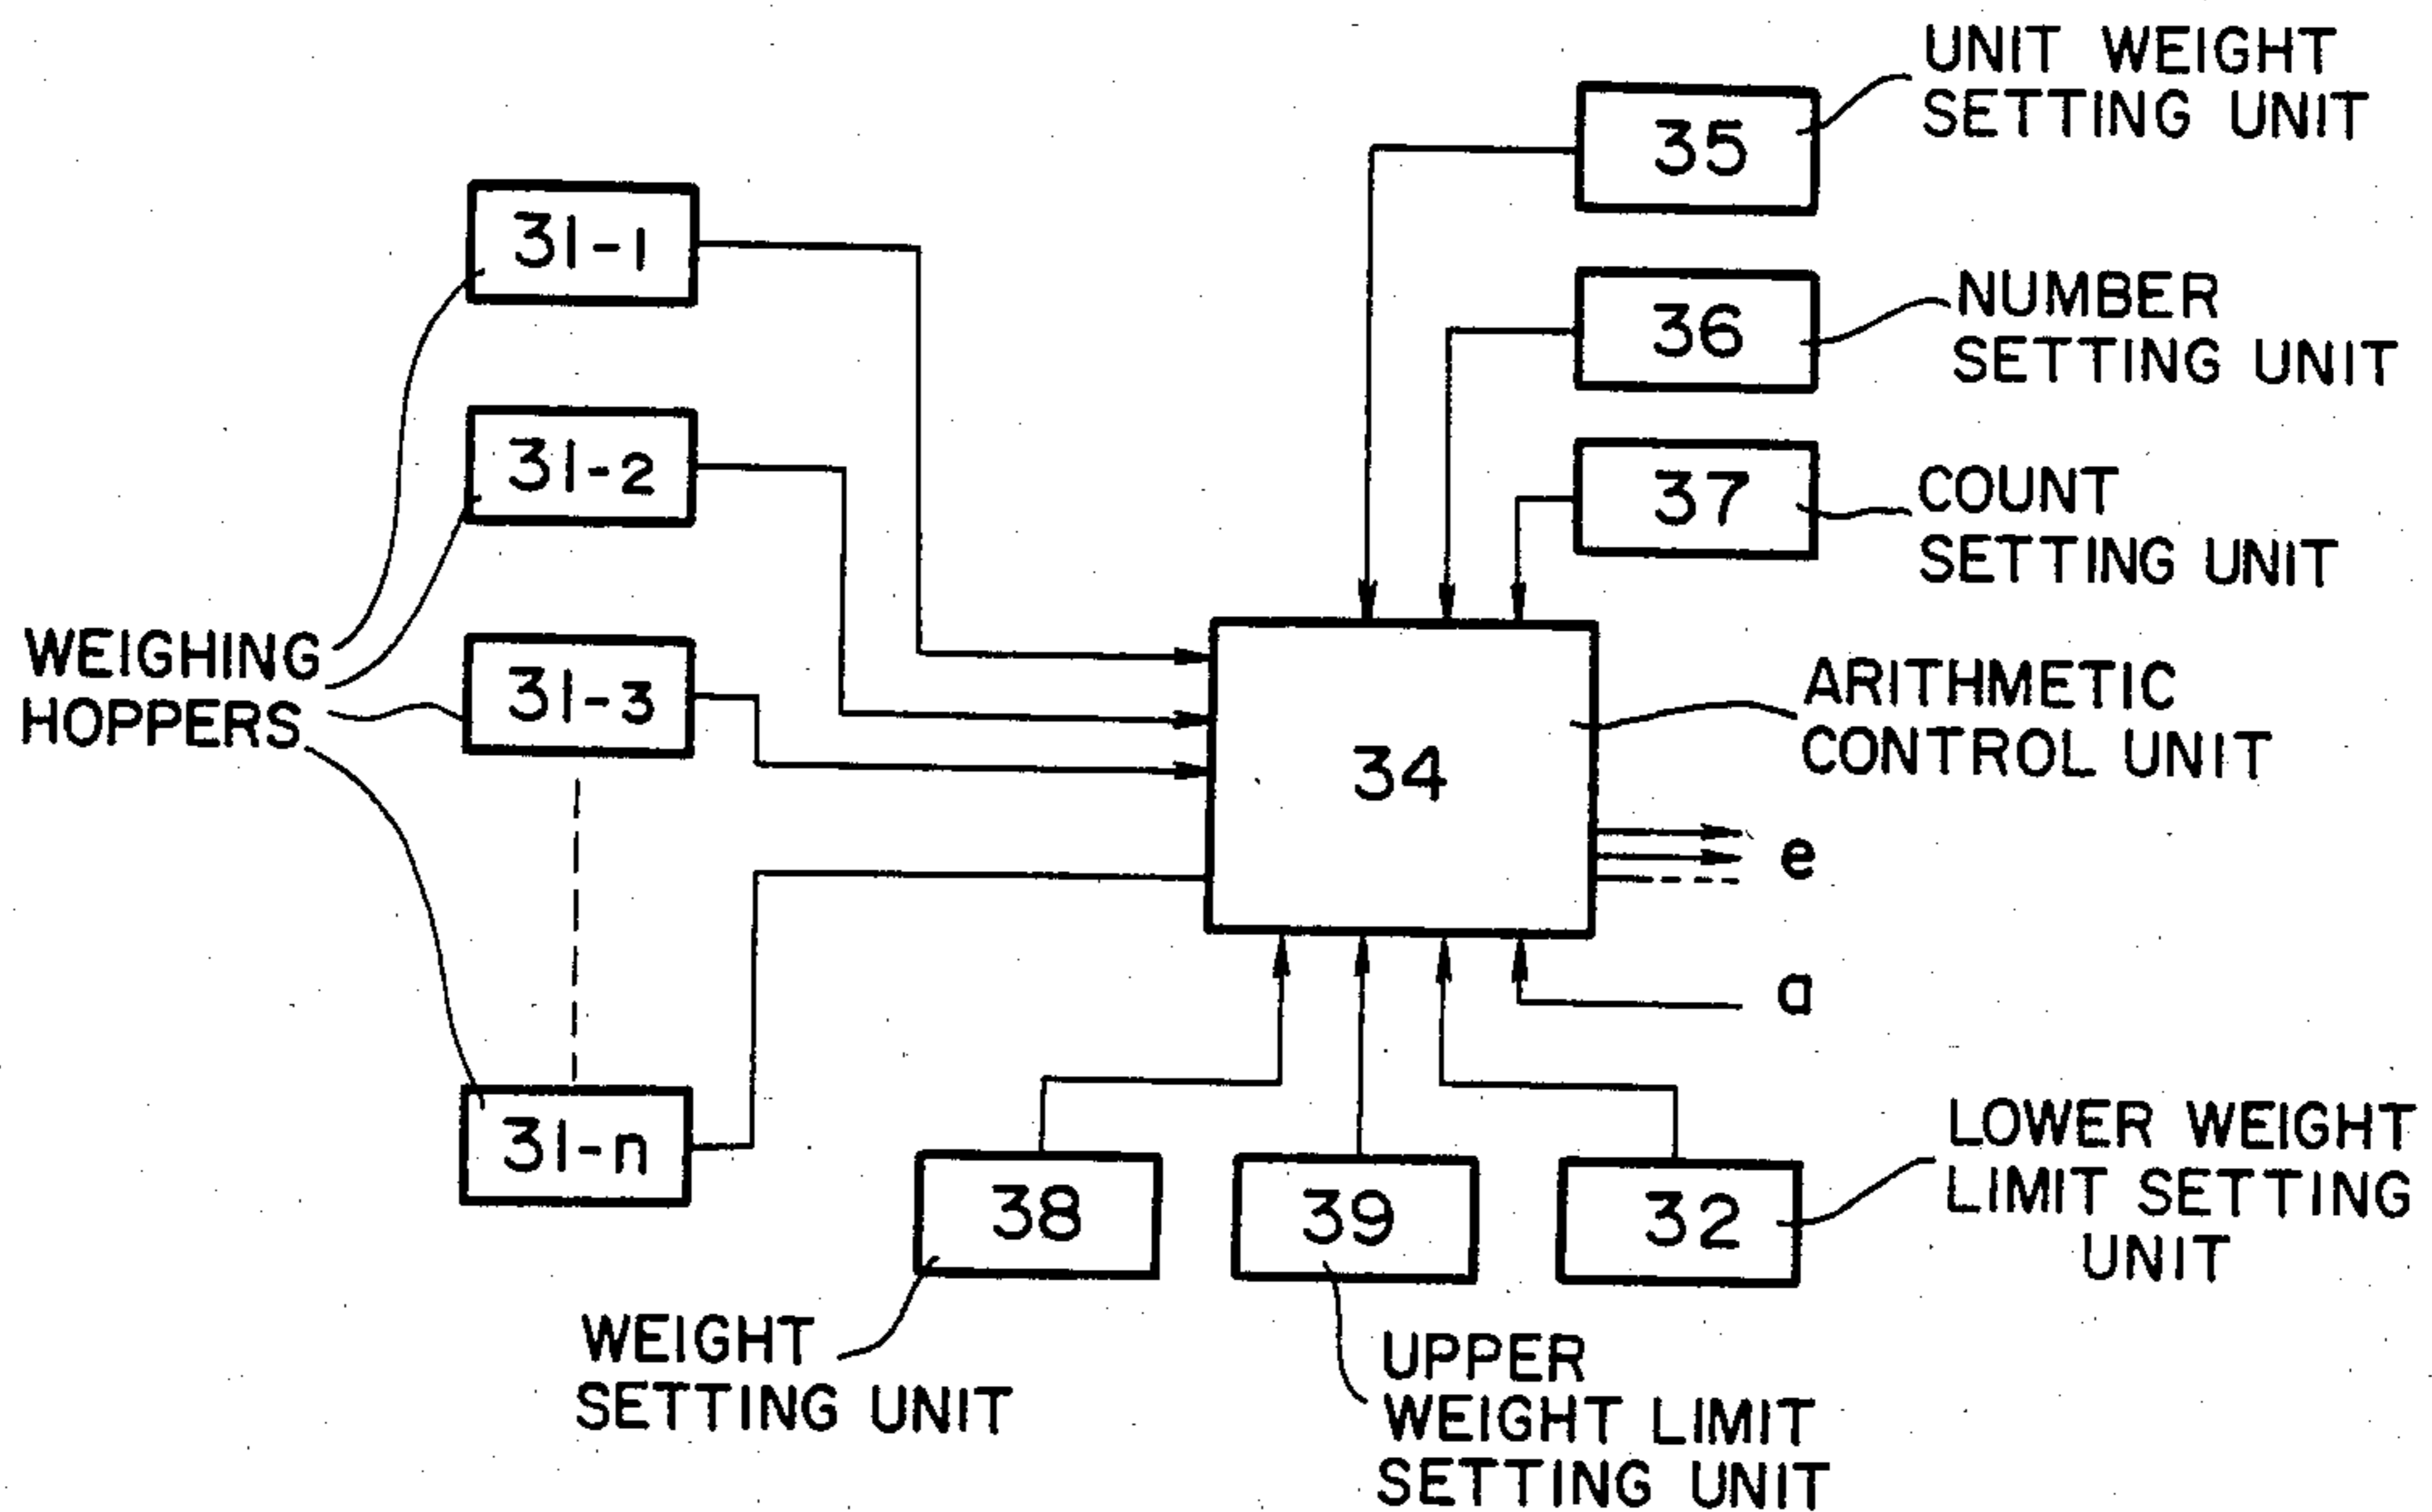 UNIT WEIGHT
SETTING UNIT
35
31-1
NUMBER
SETTING UNIT
36
31-2
COUNT
SETTING UNIT
37
WEIGHING
HOPPERS
31-3
ARITHMETIC
CONTROL UNIT
34
e
a
31-n
38
39
32
LOWER WEIGHT
LIMIT SETTING
UNIT
WEIGHT
SETTING UNIT
UPPER
WEIGHT LIMIT
SETTING UNIT